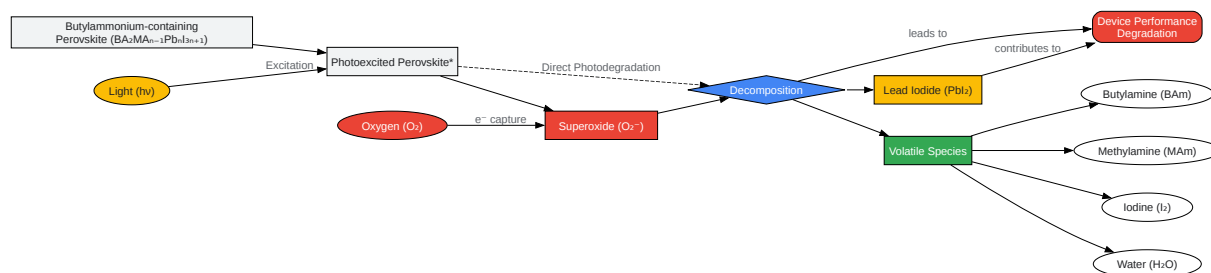 Butylammonium-containing
Perovskite (BA₂MAₙ₋₁PbₙI₃ₙ₊₁)
Light (hν)
Excitation
Photoexcited Perovskite*
Oxygen (O₂)
e⁻ capture
Superoxide (O₂⁻)
Direct Photodegradation
Decomposition
leads to
contributes to
Device Performance
Degradation
Lead Iodide (PbI₂)
Volatile Species
Butylamine (BAm)
Methylamine (MAm)
Iodine (I₂)
Water (H₂O)